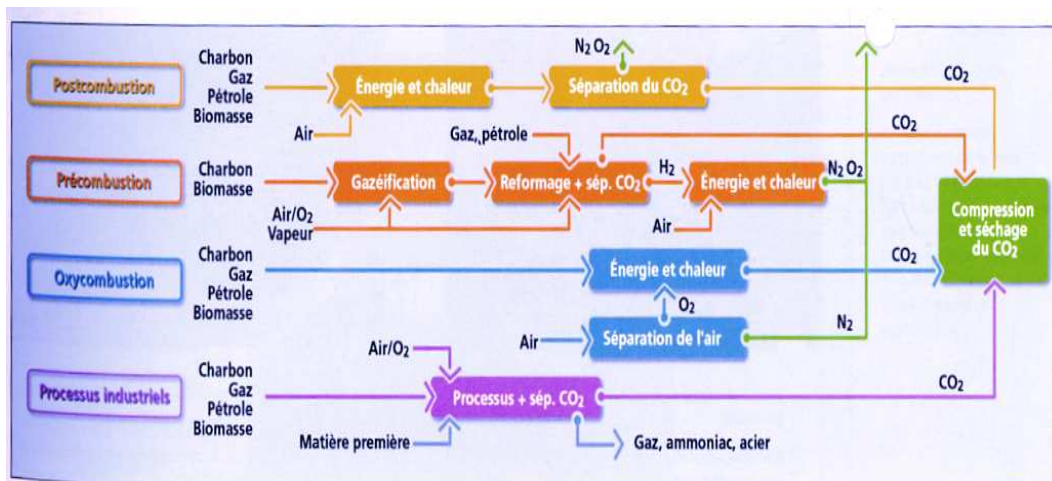 Postcombustion
Charbon
Gaz
Pétrole
Biomasse
Air
Énergie et chaleur
N2 O2
Séparation du CO2
CO2
Précombustion
Charbon
Biomasse
Air/O2
Vapeur
Gazéification
Gaz, pétrole
Reformage + sép. CO2
H2
Air
Énergie et chaleur
N2 O2
CO2
Compression
et séchage
du CO2
Oxycombustion
Charbon
Gaz
Pétrole
Biomasse
Énergie et chaleur
CO2
O2
Air
Séparation de l'air
N2
Processus industriels
Charbon
Gaz
Pétrole
Biomasse
Air/O2
Processus + sép. CO2
CO2
Matière première
Gaz, ammoniac, acier